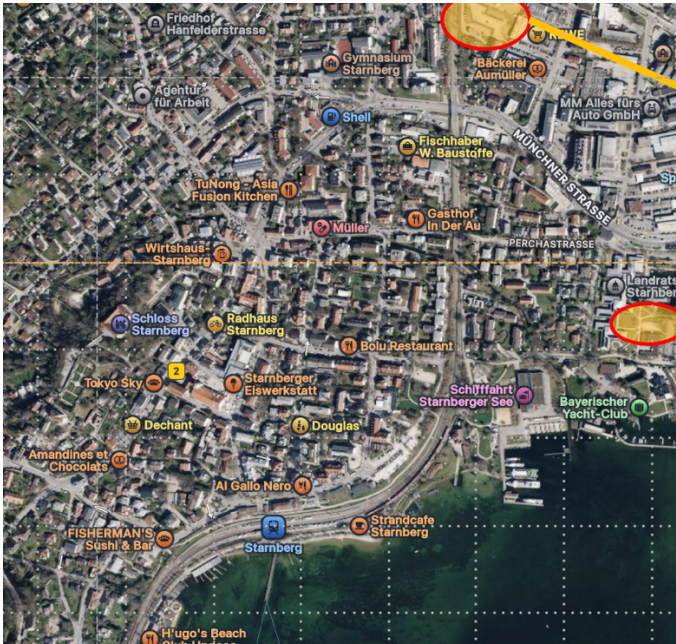 Friedhof
Hanfelderstrasse
REWE
Gymnasium
Starnberg
Bäckerei
Aumüller
Agentur
für Arbeit
MM Alles fürs
Auto GmbH
Shell
MÜNCHNER STRASSE
Fischhaber
W. Baustoffe
Sp
TuNong - Asia
Fusion Kitchen
Gasthof
In Der Au
Müller
PERCHASTRASSE
Wirtshaus-
Starnberg
Landrats
Starnber
Schloss
Starnberg
Radhaus
Starnberg
Bolu Restaurant
2
Tokyo Sky
Starnberger
Eiswerkstatt
Schifffahrt
Starnberger See
Bayerischer
Yacht-Club
Dechant
Douglas
Amandines et
Chocolats
Al Gallo Nero
Strandcafe
Starnberg
FISHERMAN'S
Sushi & Bar
Starnberg
H'ugo's Beach